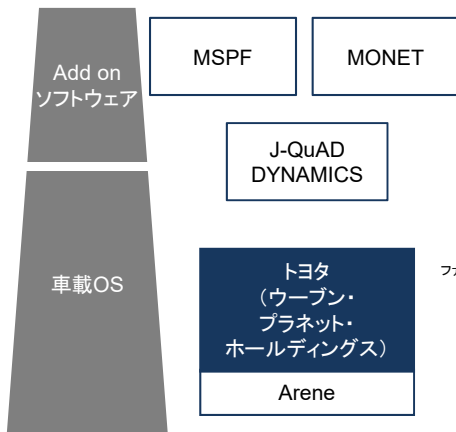 Add on
ソフトウェア
MSPF
MONET
J-QuAD
DYNAMICS
車載OS
トヨタ
（ウーブン・
プラネット・
ホールディングス）
Arene